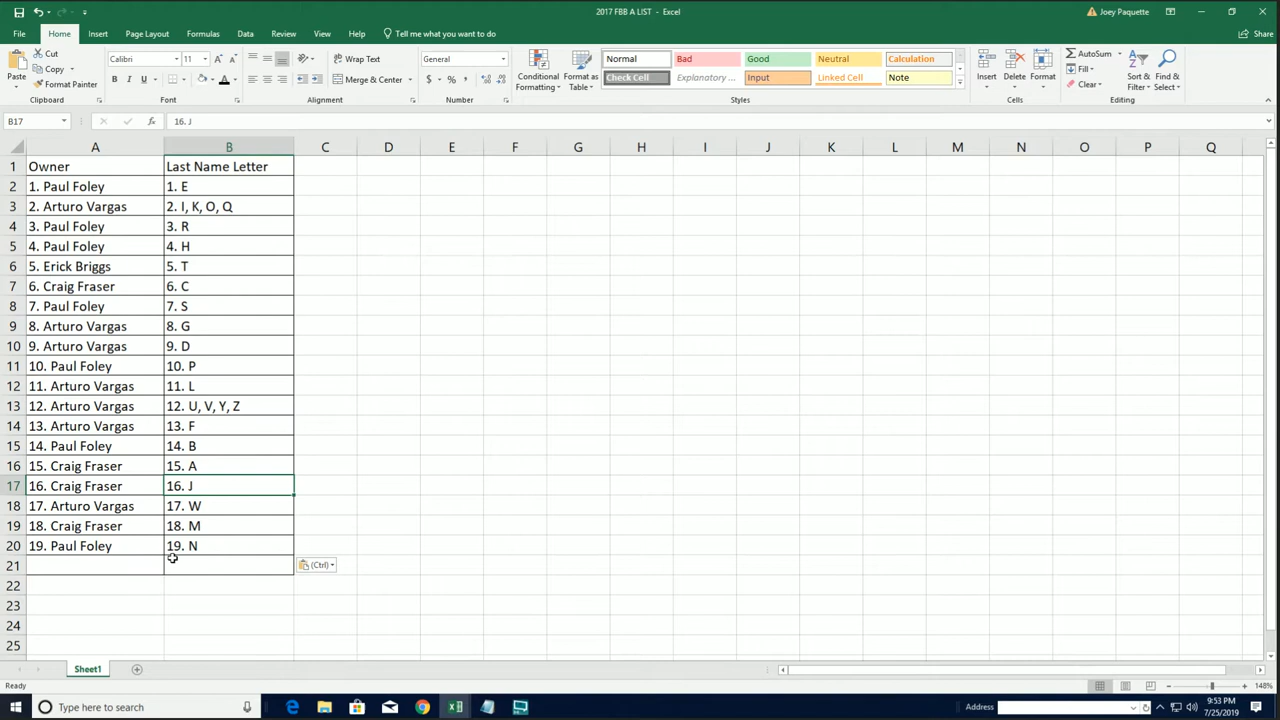 2017 FBB A LIST - Excel
Joey Paquette
File Home Insert Page Layout Formulas Data Review View Help Tell me what you want to do Share
Paste Cut Copy Format Painter Clipboard
Calibri 11 B I U A Font
Wrap Text Merge & Center Alignment
General $ % , Number
Conditional Formatting Format as Table
Normal Bad Good Neutral Calculation
Check Cell Explanatory ... Input Linked Cell Note
Styles
Insert Delete Format Cells
AutoSum Fill Clear Sort & Filter Find & Select Editing
B17 fx 16. J
A B C D E F G H I J K L M N O P Q
1 Owner Last Name Letter
2 1. Paul Foley 1. E
3 2. Arturo Vargas 2. I, K, O, Q
4 3. Paul Foley 3. R
5 4. Paul Foley 4. H
6 5. Erick Briggs 5. T
7 6. Craig Fraser 6. C
8 7. Paul Foley 7. S
9 8. Arturo Vargas 8. G
10 9. Arturo Vargas 9. D
11 10. Paul Foley 10. P
12 11. Arturo Vargas 11. L
13 12. Arturo Vargas 12. U, V, Y, Z
14 13. Arturo Vargas 13. F
15 14. Paul Foley 14. B
16 15. Craig Fraser 15. A
17 16. Craig Fraser 16. J
18 17. Arturo Vargas 17. W
19 18. Craig Fraser 18. M
20 19. Paul Foley 19. N
21 (Ctrl)
22
23
24
25
Sheet1
Ready 148%
Type here to search Address 9:53 PM
7/25/2019